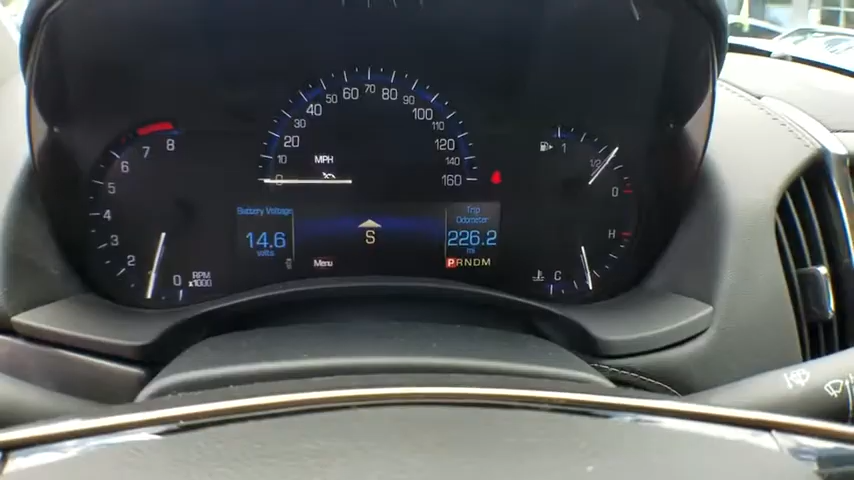 60 70 80
50 90
40 100
30 110
20 120
10 140
0 160
MPH
8
7
6
5
4
3
2
0
RPM
x1000
1
1/2
0
H
C
Battery Voltage
14.6
volts
S
Trip
Odometer
226.2
mi
Menu
PRNDM